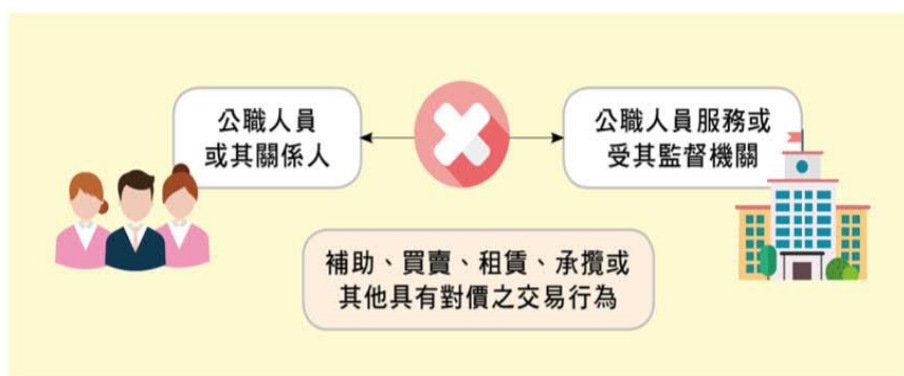 公職人員
或其關係人
公職人員服務或
受其監督機關
補助、買賣、租賃、承攬或
其他具有對價之交易行為